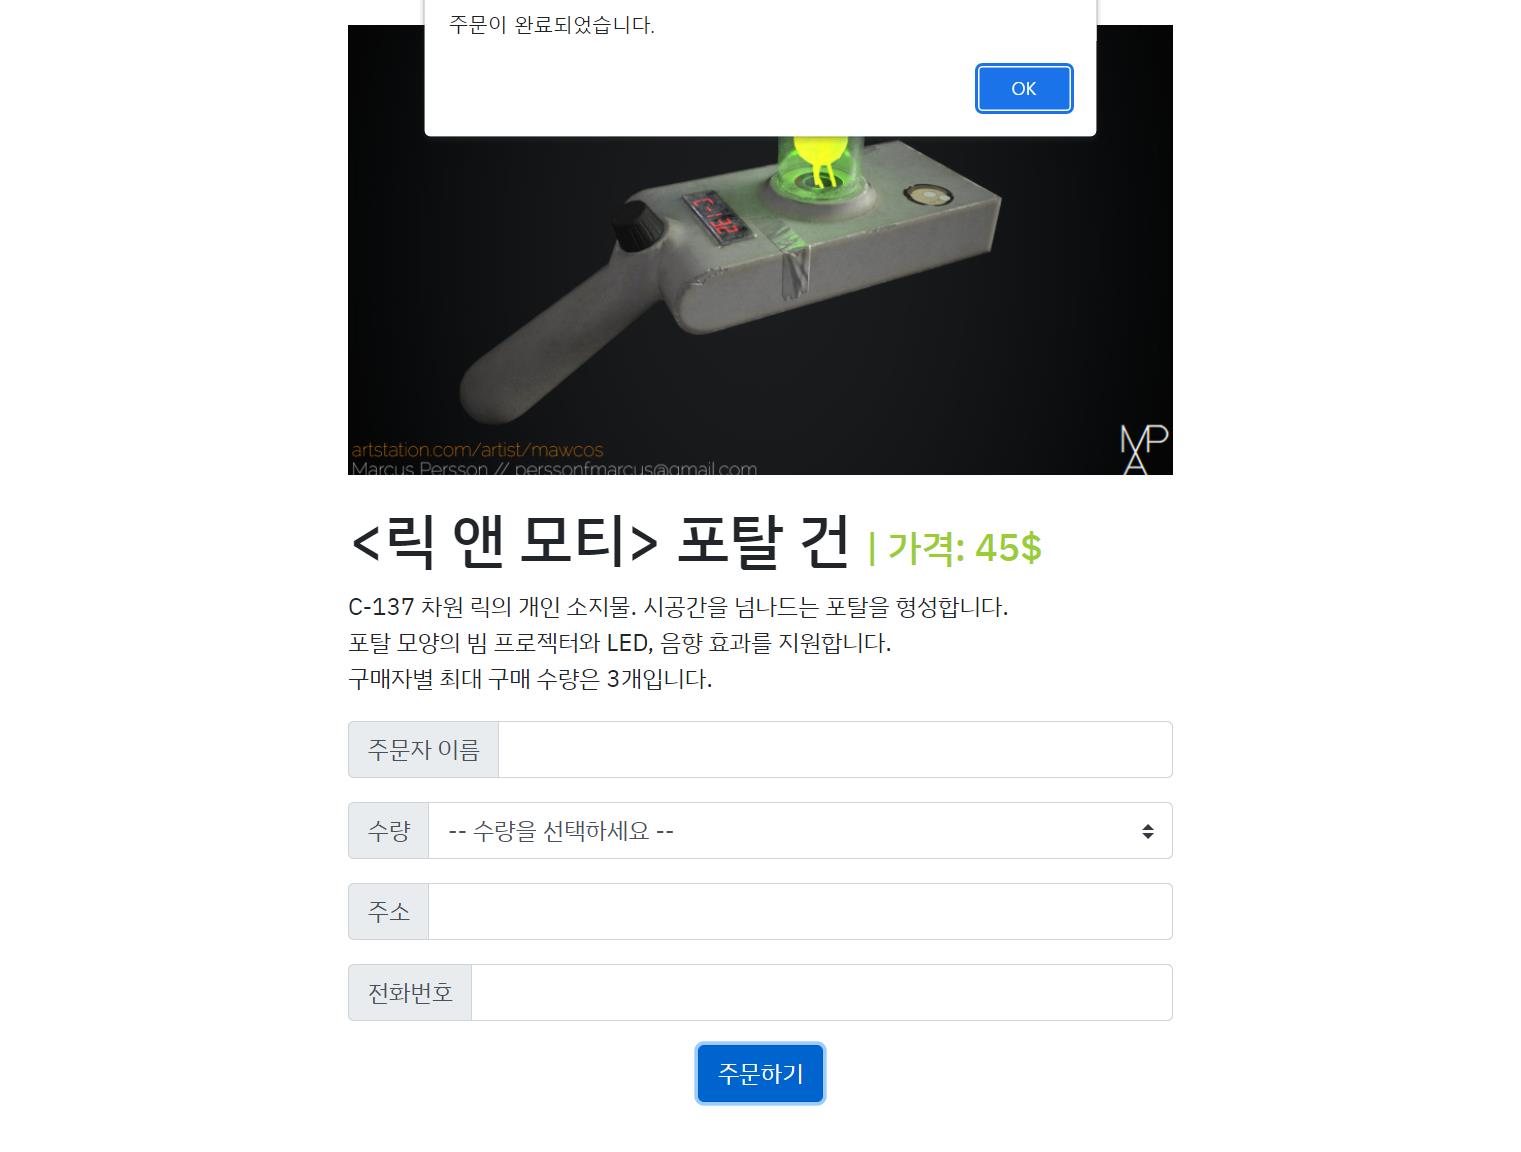 주문이 완료되었습니다.
OK
C-132
artstation.com/artist/mawcos
Marcus Persson // perssonfmarcus@gmail.com
MPA
<릭 앤 모티> 포탈 건 | 가격: 45$
C-137 차원 릭의 개인 소지물. 시공간을 넘나드는 포탈을 형성합니다.
포탈 모양의 빔 프로젝터와 LED, 음향 효과를 지원합니다.
구매자별 최대 구매 수량은 3개입니다.
주문자 이름
수량 -- 수량을 선택하세요 --
주소
전화번호
주문하기